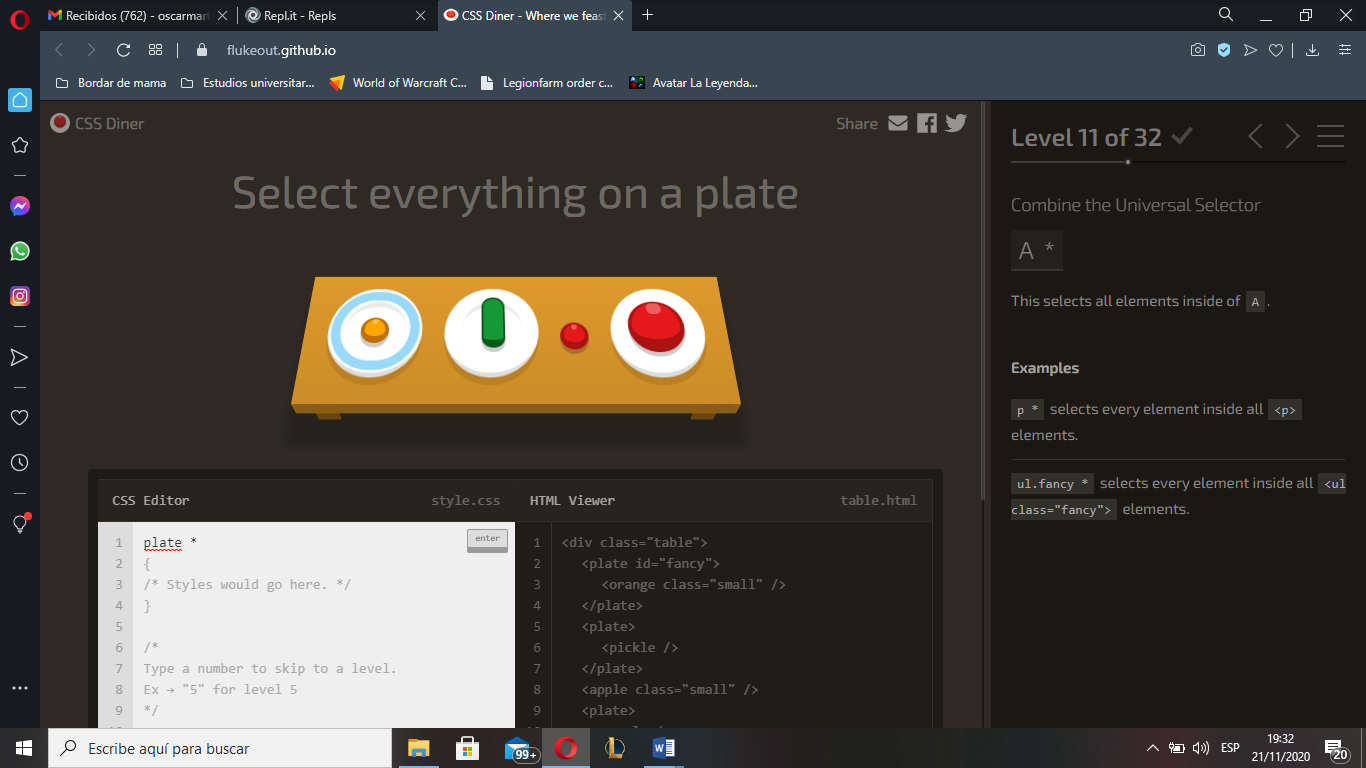 Recibidos (762) - oscarmart
Repl.it - Repls
CSS Diner - Where we feast
flukeout.github.io
Bordar de mama
Estudios universitar...
World of Warcraft C...
Legionfarm order c...
Avatar La Leyenda...
CSS Diner
Share
Select everything on a plate
Level 11 of 32
Combine the Universal Selector
A *
This selects all elements inside of A .
Examples
p * selects every element inside all <p>
elements.
ul.fancy * selects every element inside all <ul
class="fancy"> elements.
CSS Editor
style.css
1 plate *
enter
2 {
3 /* Styles would go here. */
4 }
5
6 /*
7 Type a number to skip to a level.
8 Ex → "5" for level 5
9 */
HTML Viewer
table.html
1 <div class="table">
2 <plate id="fancy">
3 <orange class="small" />
4 </plate>
5 <plate>
6 <pickle />
7 </plate>
8 <apple class="small" />
9 <plate>
Escribe aquí para buscar
99+
ESP
19:32
21/11/2020
20